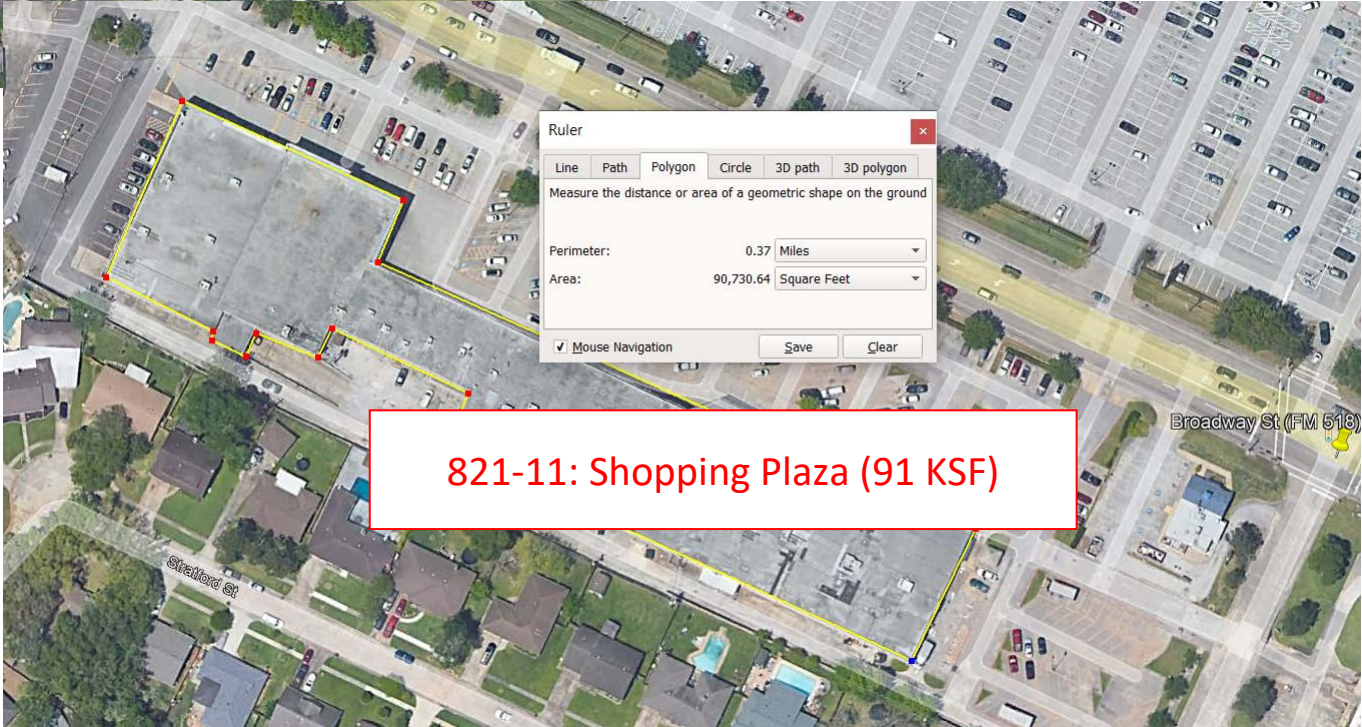 Ruler
Line Path Polygon Circle 3D path 3D polygon
Measure the distance or area of a geometric shape on the ground
Perimeter: 0.37 Miles
Area: 90,730.64 Square Feet
Mouse Navigation Save Clear
Broadway St (FM 518)
821-11: Shopping Plaza (91 KSF)
Stratford St